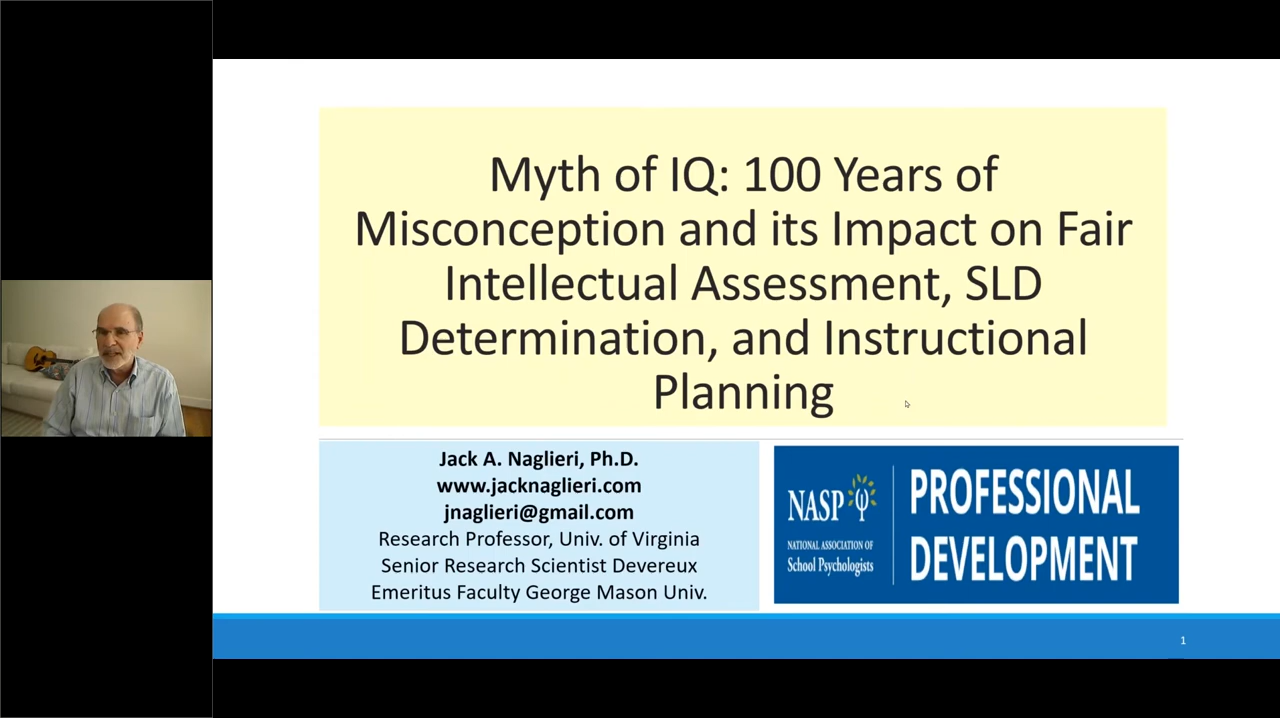 Myth of IQ: 100 Years of
Misconception and its Impact on Fair
Intellectual Assessment, SLD
Determination, and Instructional
Planning
Jack A. Naglieri, Ph.D.
www.jacknaglieri.com
jnaglieri@gmail.com
Research Professor, Univ. of Virginia
Senior Research Scientist Devereux
Emeritus Faculty George Mason Univ.
NASP
NATIONAL ASSOCIATION OF
School Psychologists
PROFESSIONAL
DEVELOPMENT
1